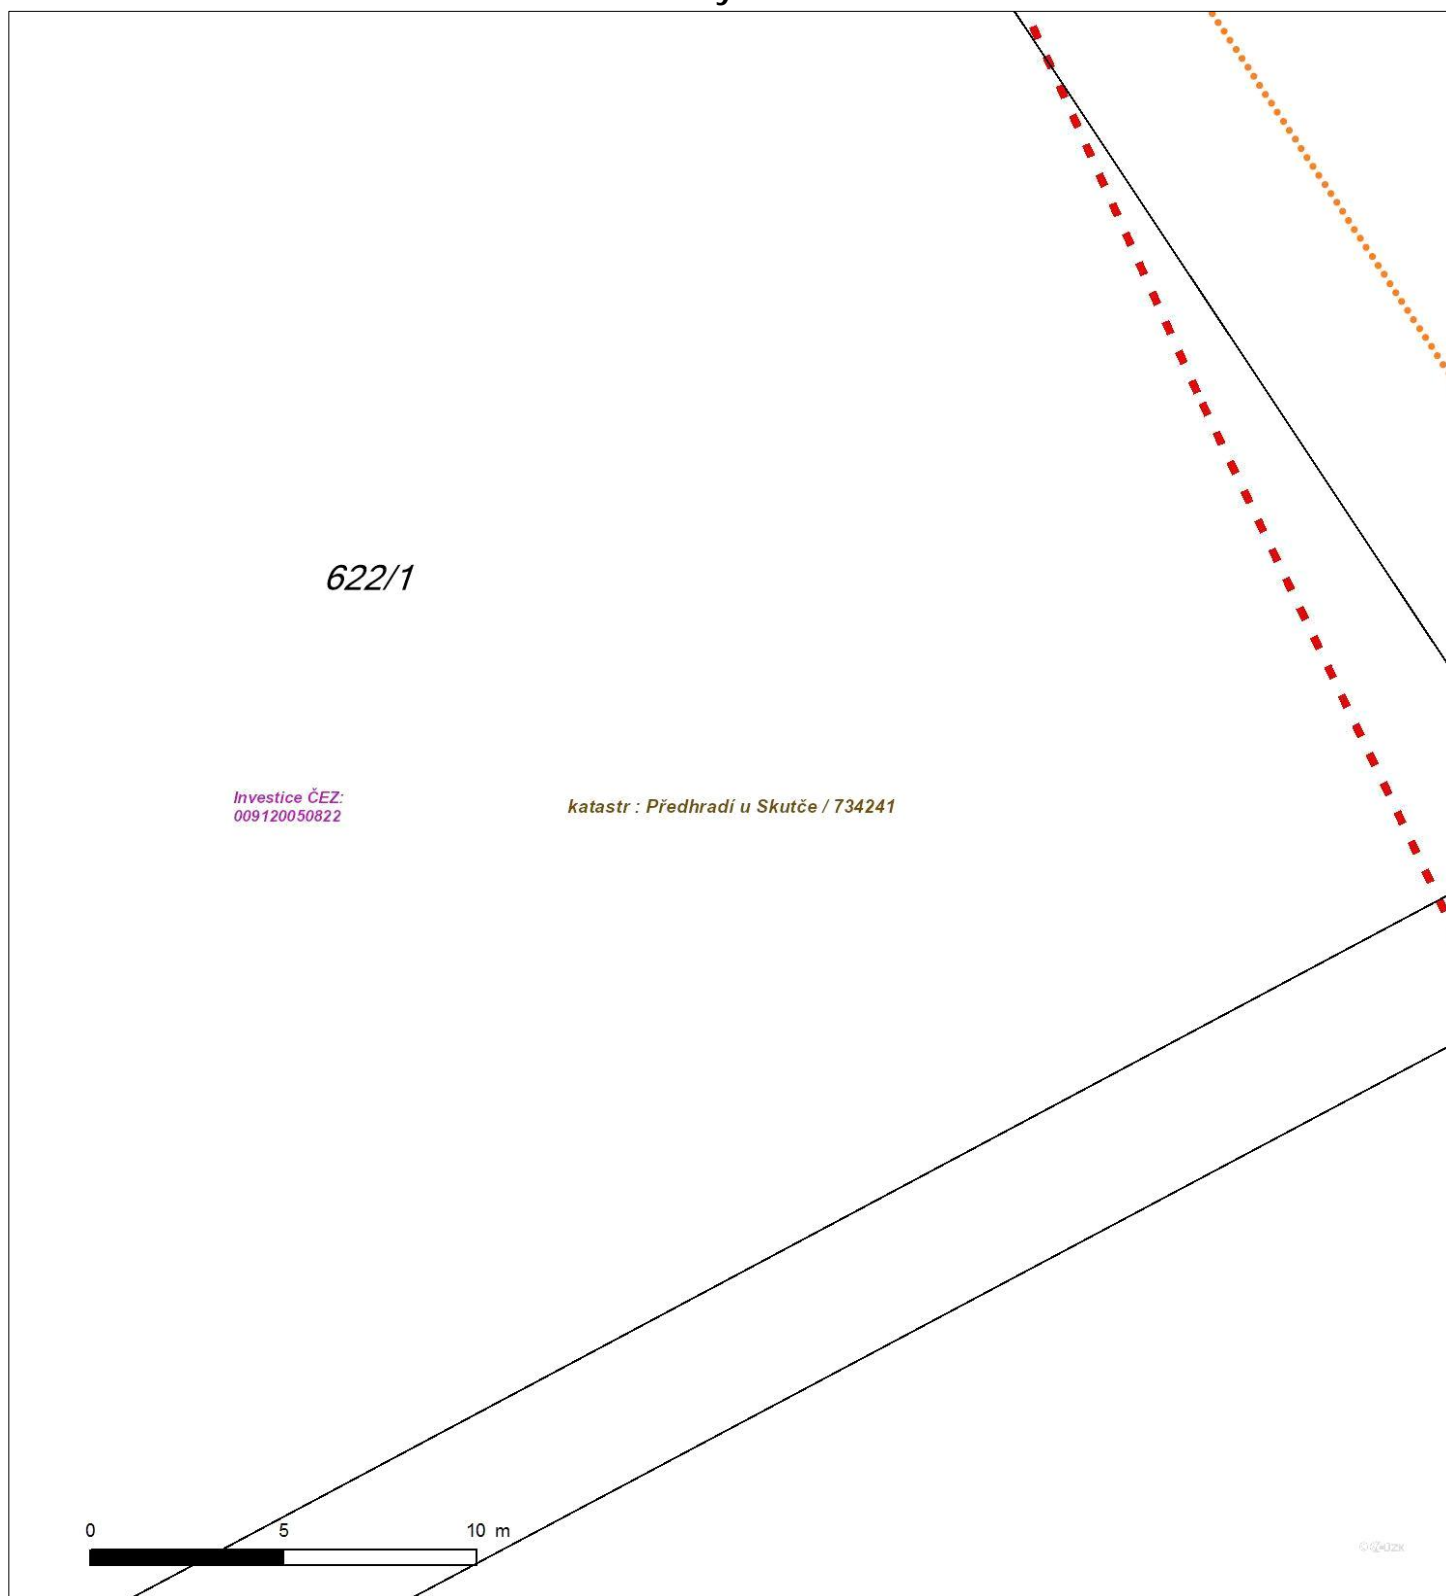 622/1
Investice ČEZ:
009120050822
katastr : Předhradí u Skutče / 734241
0 5 10 m